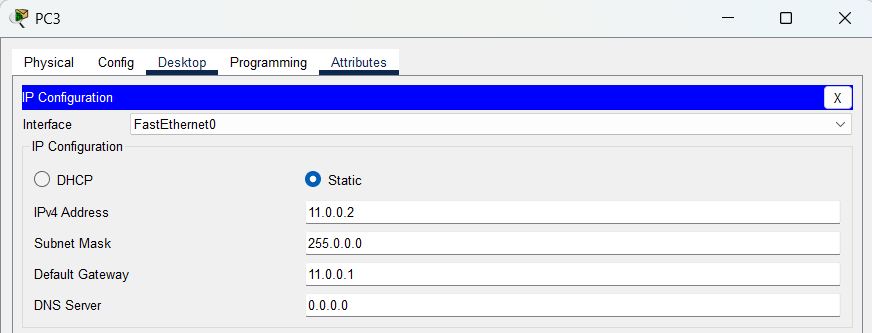 PC3
X
Physical Config Desktop Programming Attributes
IP Configuration X
Interface FastEthernet0
IP Configuration
DHCP Static
IPv4 Address 11.0.0.2
Subnet Mask 255.0.0.0
Default Gateway 11.0.0.1
DNS Server 0.0.0.0